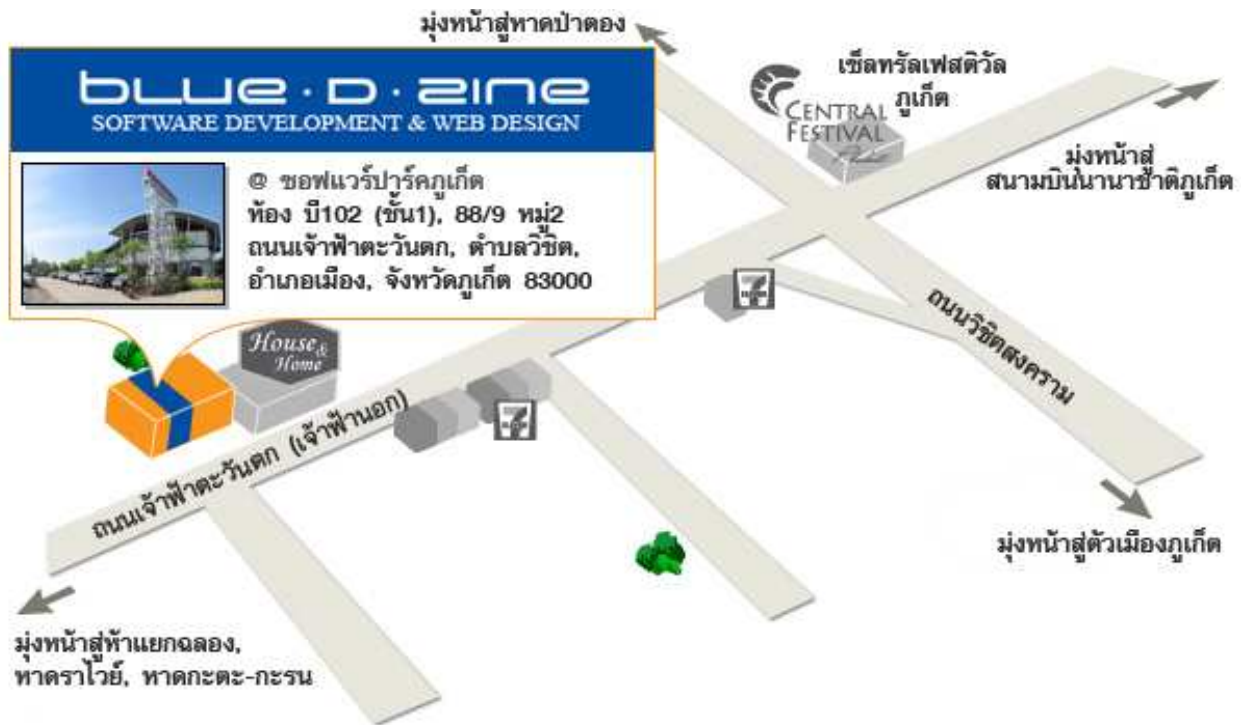 มุ่งหน้าสู่หาดป่าตอง
BLUE·D·ZINE
SOFTWARE DEVELOPMENT & WEB DESIGN
@ ซอฟแวร์ปาร์คภูเก็ต
ห้อง บี102 (ชั้น1), 88/9 หมู่2
ถนนเจ้าฟ้าตะวันตก, ตำบลวิชิต,
อำเภอเมือง, จังหวัดภูเก็ต 83000
เซ็ลทรัลเฟสติวัล
ภูเก็ต
CENTRAL
FESTIVAL
มุ่งหน้าสู่
สนามบินนานาชาติภูเก็ต
7
ELEVEN
House&
Home
ถนนวิชิตสงคราม
7
ELEVEN
ถนนเจ้าฟ้าตะวันตก (เจ้าฟ้านอก)
มุ่งหน้าสู่ตัวเมืองภูเก็ต
มุ่งหน้าสู่ห้าแยกฉลอง,
หาดราไวย์, หาดกะตะ-กะรน